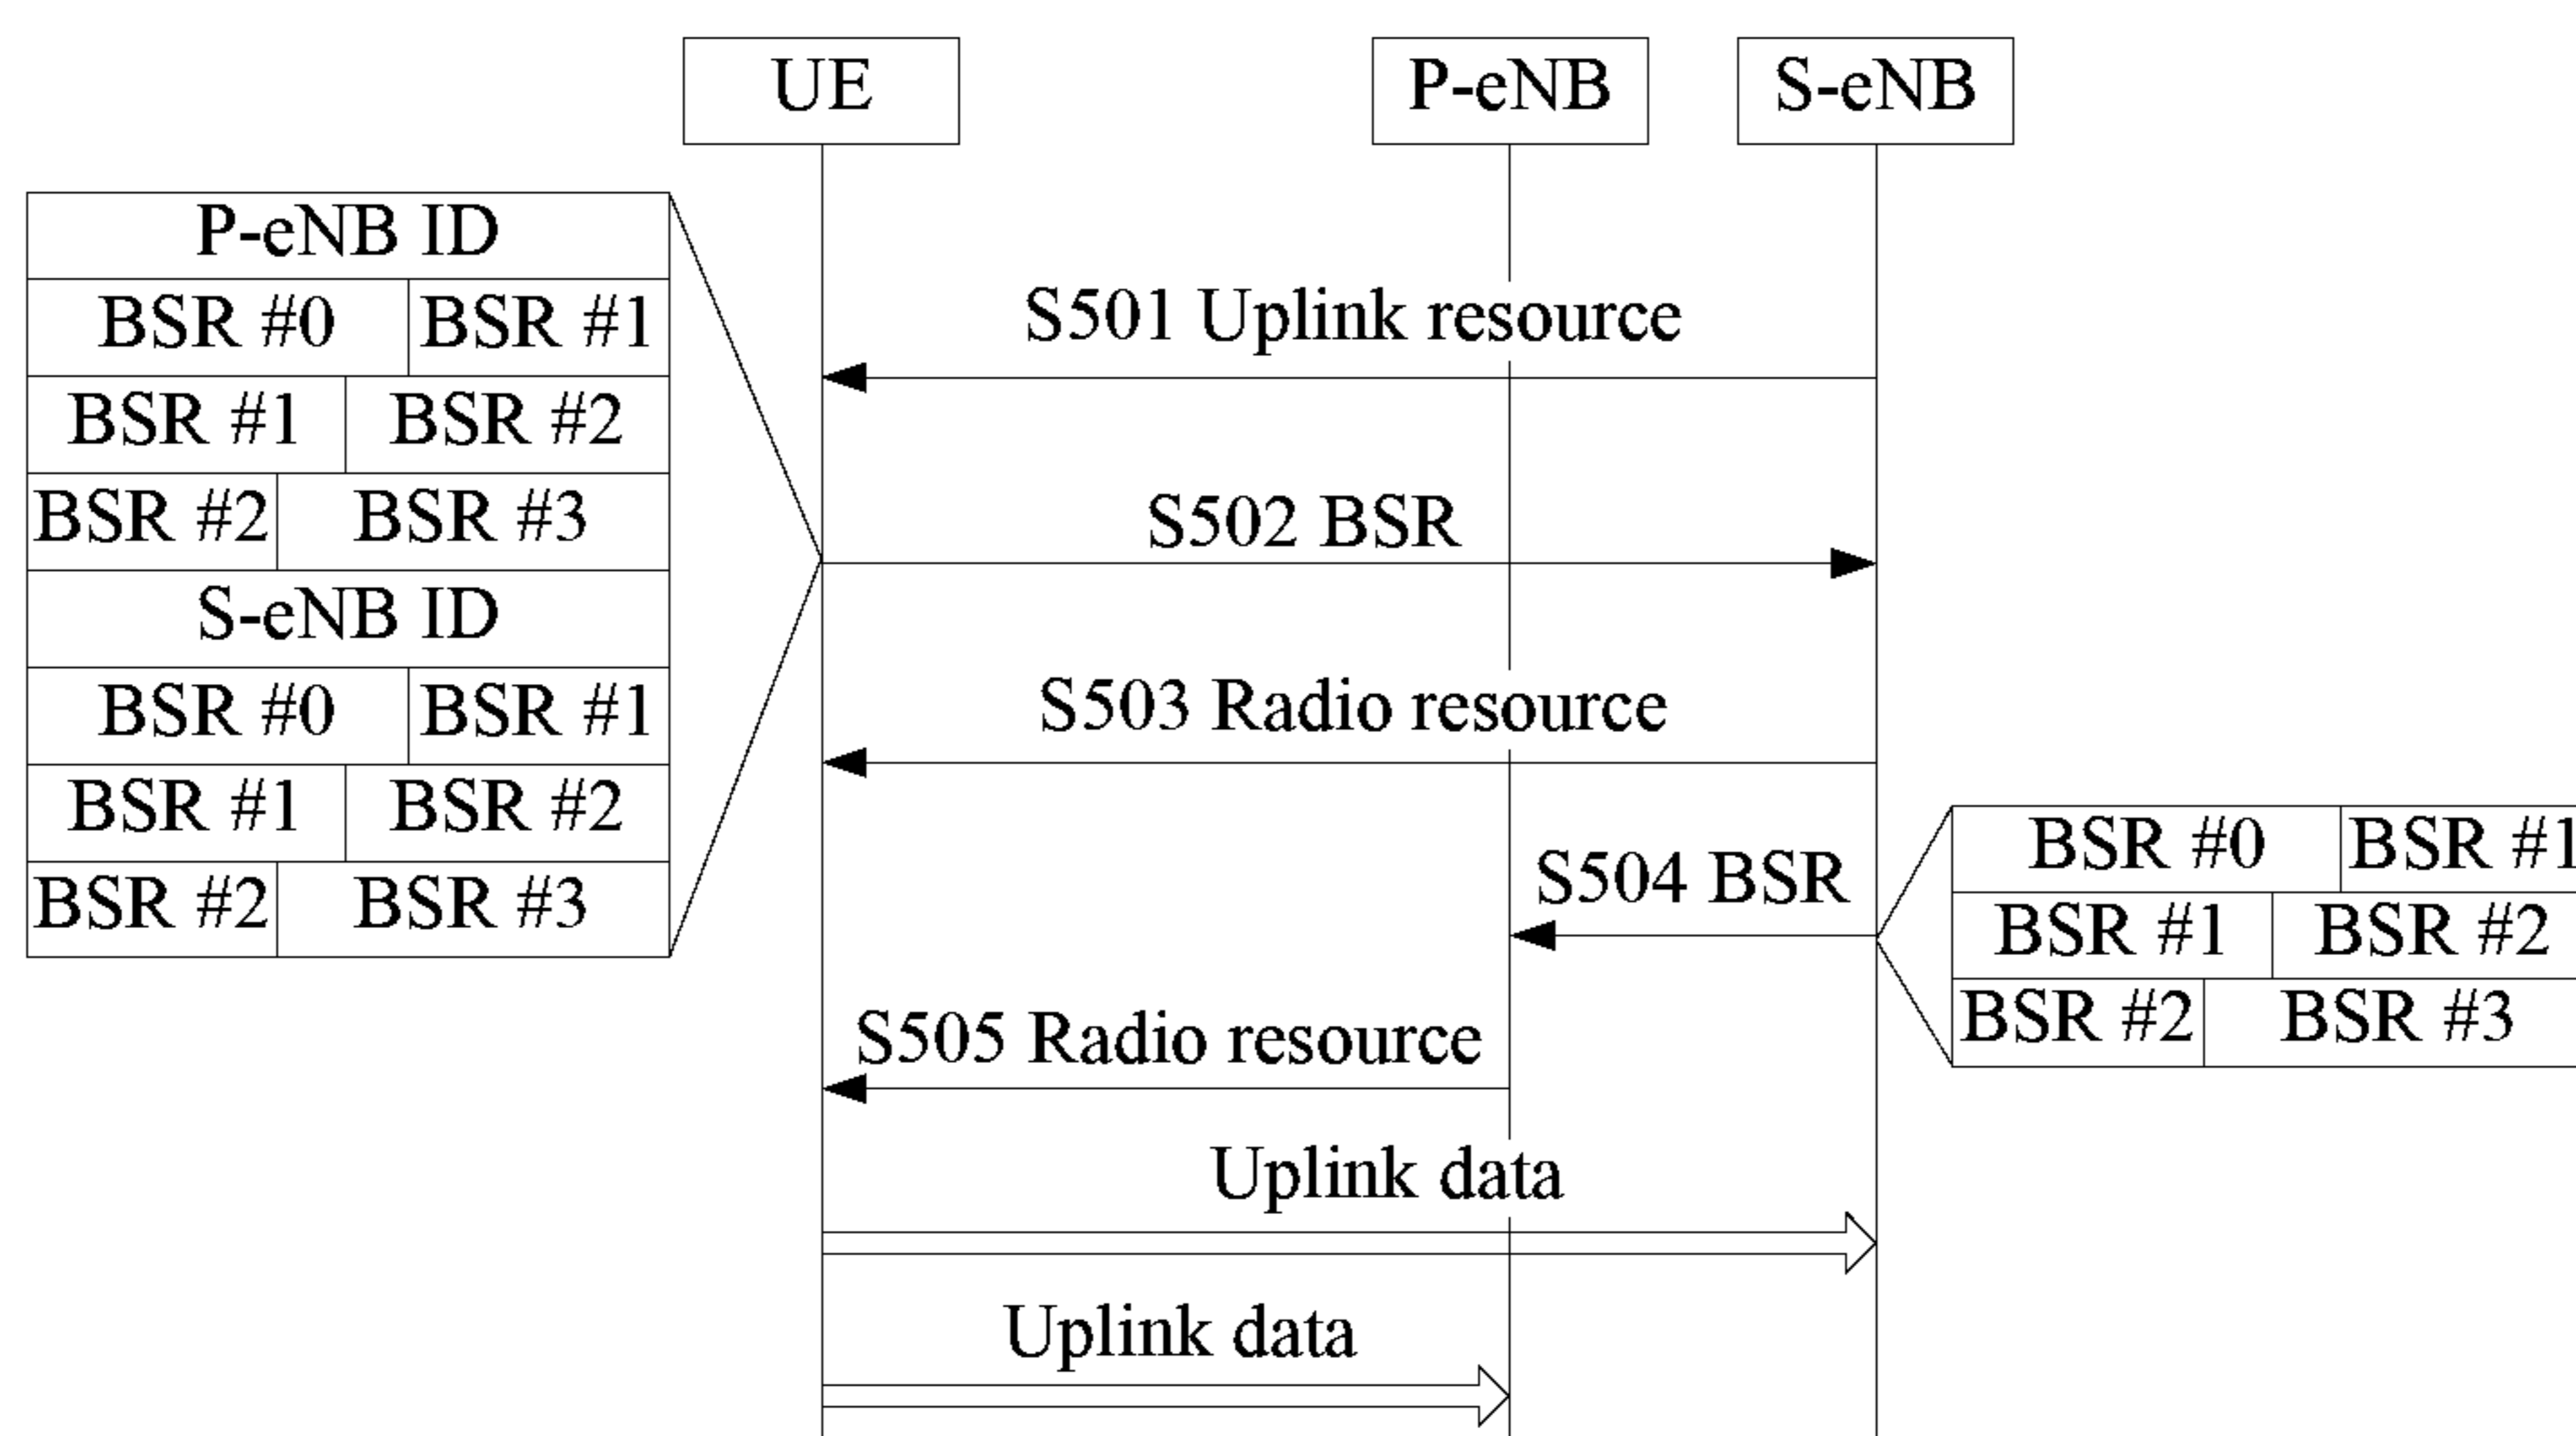 UE P-eNB S-eNB
P-eNB ID
BSR #0 BSR #1
BSR #1 BSR #2
BSR #2 BSR #3
S-eNB ID
BSR #0 BSR #1
BSR #1 BSR #2
BSR #2 BSR #3
S501 Uplink resource
S502 BSR
S503 Radio resource
S504 BSR
BSR #0 BSR #1
BSR #1 BSR #2
BSR #2 BSR #3
S505 Radio resource
Uplink data
Uplink data